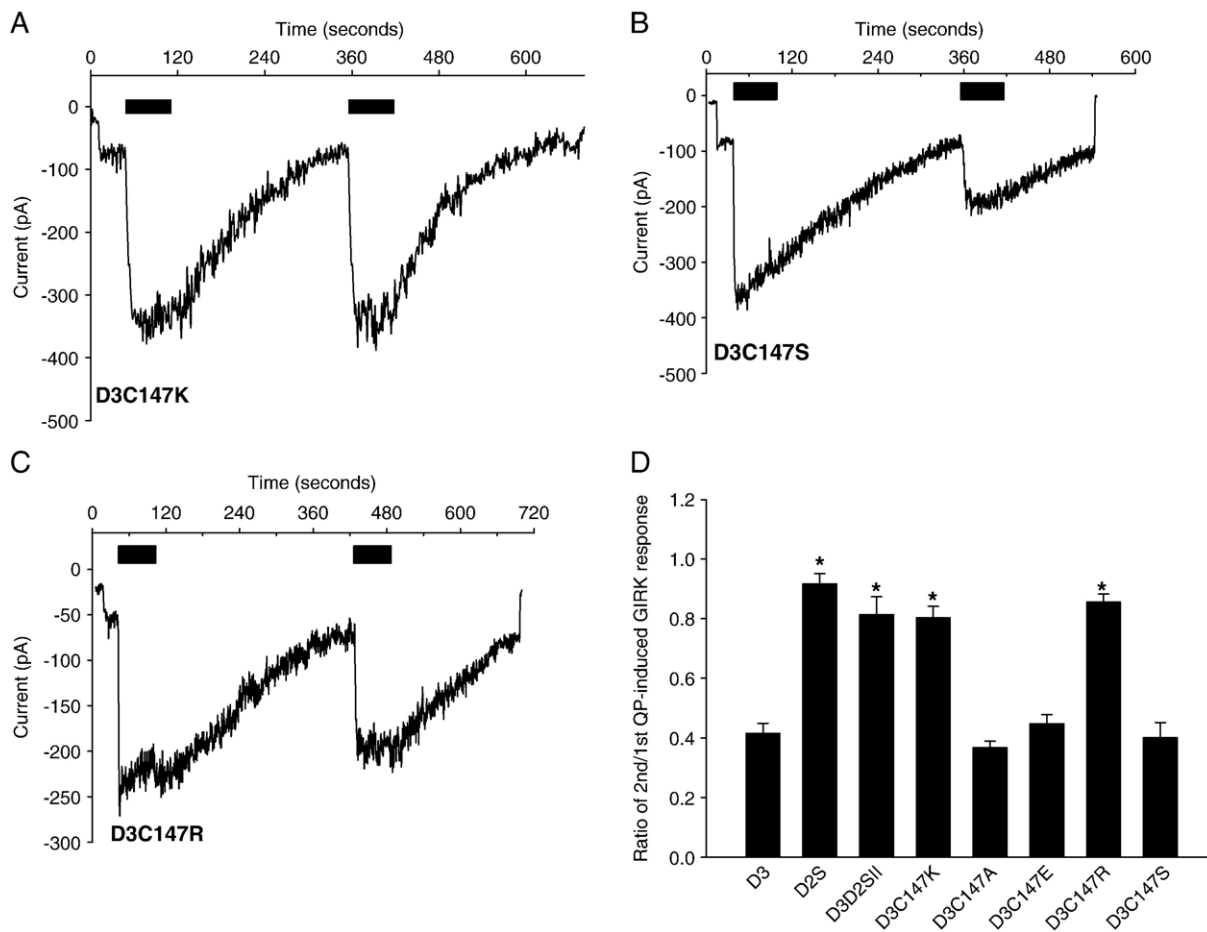 A
Time (seconds)
0 120 240 360 480 600
0
-100
-200
-300
-400
-500
Current (pA)
D3C147K
B
Time (seconds)
0 120 240 360 480 600
0
-100
-200
-300
-400
-500
Current (pA)
D3C147S
C
Time (seconds)
0 120 240 360 480 600 720
0
-50
-100
-150
-200
-250
-300
Current (pA)
D3C147R
D
Ratio of 2nd/1st QP-induced GIRK response
1.2
1.0
0.8
0.6
0.4
0.2
0.0
* * * *
D3 D2S D3D2SII D3C147K D3C147A D3C147E D3C147R D3C147S